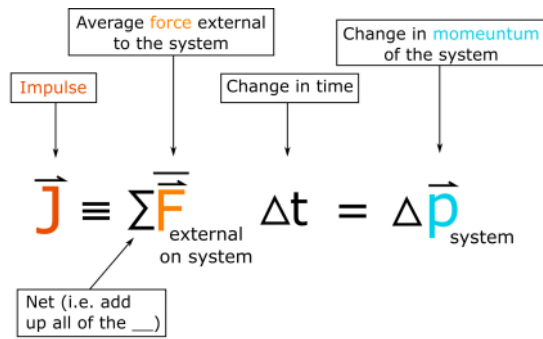 Average force external
to the system
Change in momeuntum
of the system
Impulse
Change in time
J ≡ ∑F external on system Δt = Δp system
Net (i.e. add
up all of the __)